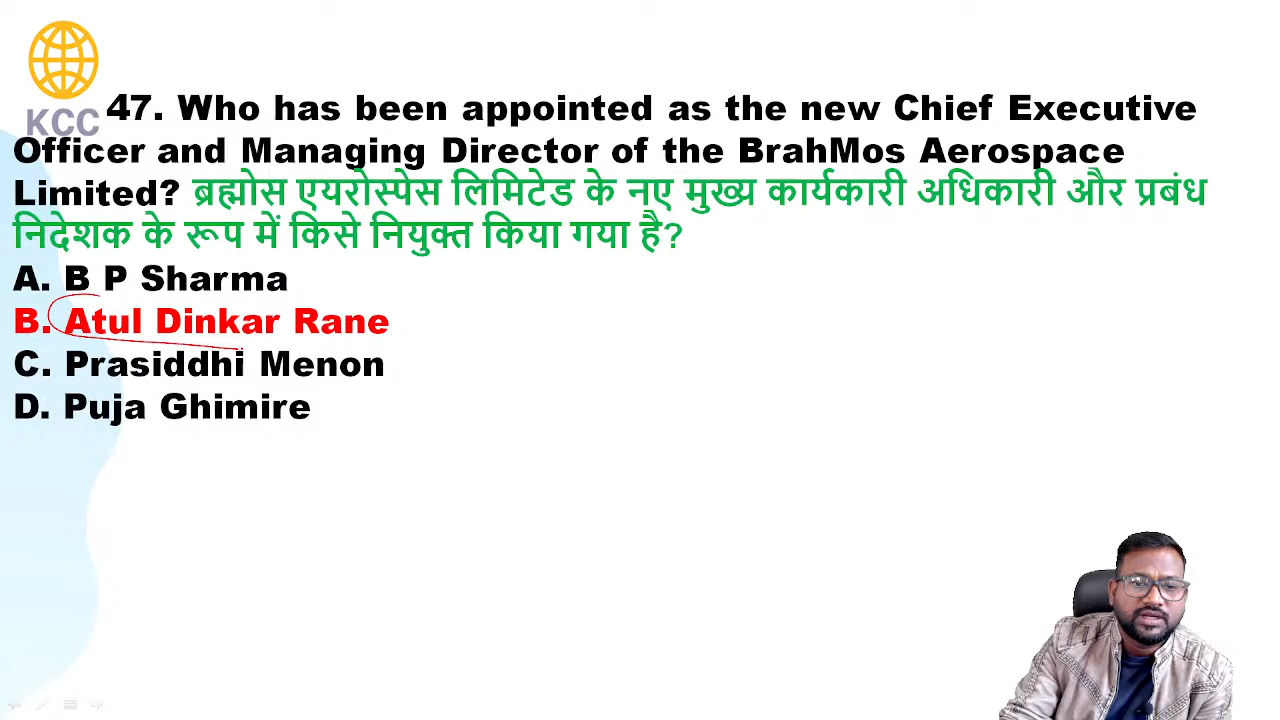 KCC
47. Who has been appointed as the new Chief Executive
Officer and Managing Director of the BrahMos Aerospace
Limited? ब्रह्मोस एयरोस्पेस लिमिटेड के नए मुख्य कार्यकारी अधिकारी और प्रबंध
निदेशक के रूप में किसे नियुक्त किया गया है?
A. B P Sharma
B. Atul Dinkar Rane
C. Prasiddhi Menon
D. Puja Ghimire